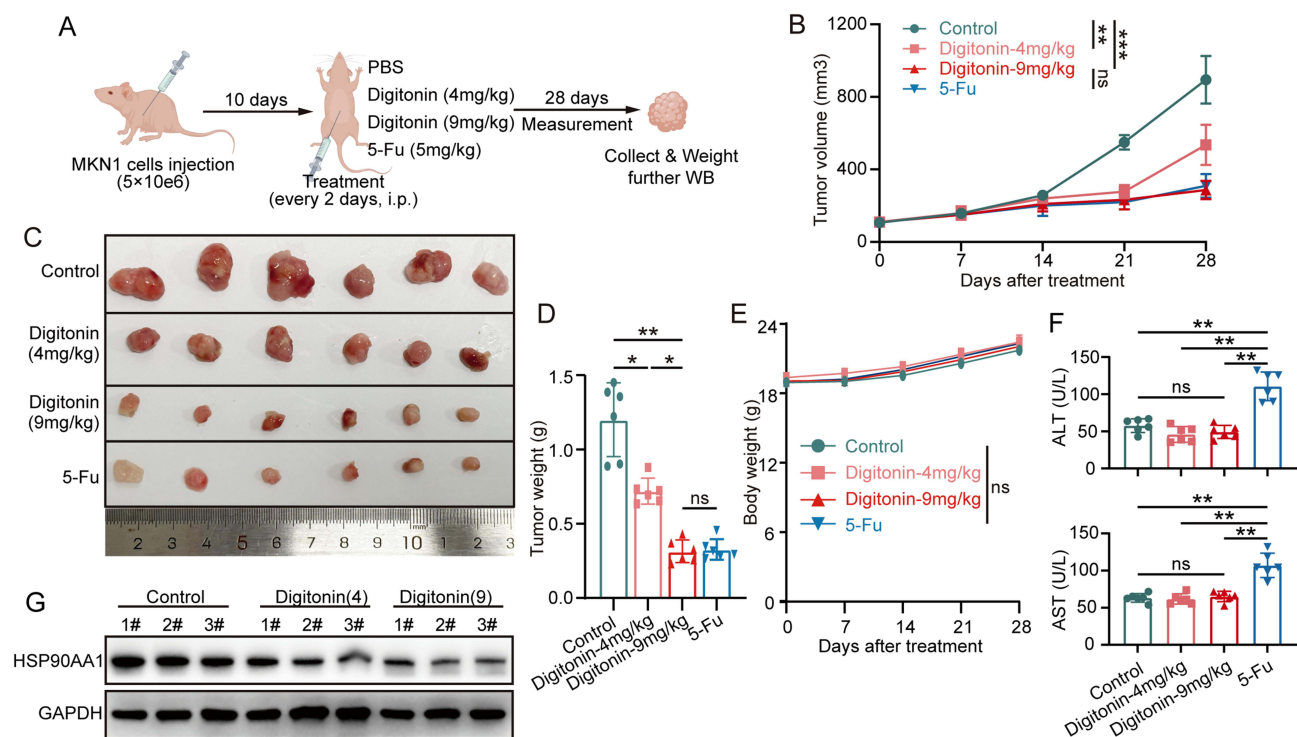 A
10 days
MKN1 cells injection
(5×10e6)
PBS
Digitonin (4mg/kg)
Digitonin (9mg/kg)
5-Fu (5mg/kg)
Treatment
(every 2 days, i.p.)
28 days
Measurement
Collect & Weight
further WB
B
Tumor volume (mm3)
1200
800
400
0
0 7 14 21 28
Days after treatment
Control
Digitonin-4mg/kg
Digitonin-9mg/kg
5-Fu
**
***
ns
C
Control
Digitonin
(4mg/kg)
Digitonin
(9mg/kg)
5-Fu
2 3 4 5 6 7 8 9 10 mm 1 2 3
D
Tumor weight (g)
1.5
1.0
0.5
0.0
**
* *
ns
Control
Digitonin-4mg/kg
Digitonin-9mg/kg
5-Fu
E
Body weight (g)
24
18
12
6
0
0 7 14 21 28
Days after treatment
Control
Digitonin-4mg/kg
Digitonin-9mg/kg
5-Fu
ns
F
ALT (U/L)
150
100
50
0
**
**
**
ns
AST (U/L)
150
100
50
0
**
**
**
ns
Control
Digitonin-4mg/kg
Digitonin-9mg/kg
5-Fu
G
Control Digitonin(4) Digitonin(9)
1# 2# 3# 1# 2# 3# 1# 2# 3#
HSP90AA1
GAPDH